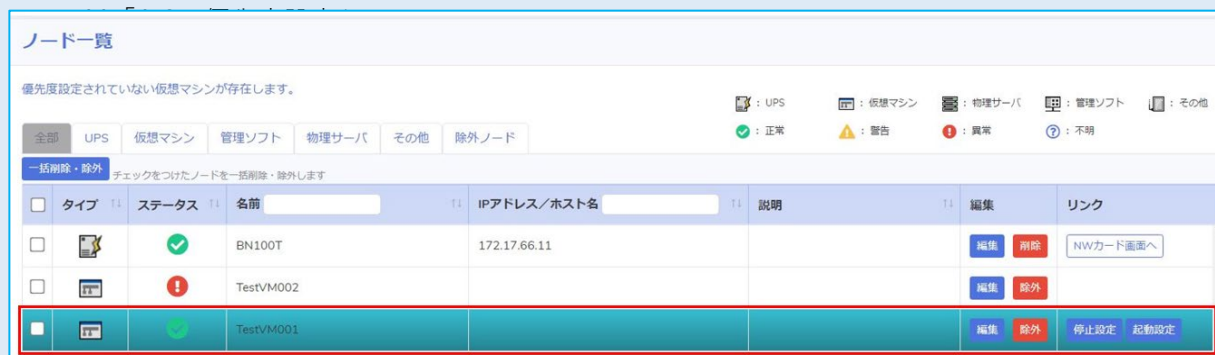 ノード一覧
優先度設定されていない仮想マシンが存在します。
: UPS : 仮想マシン : 物理サーバ : 管理ソフト : その他
: 正常 : 警告 : 異常 : 不明
全部 UPS 仮想マシン 管理ソフト 物理サーバ その他 除外ノード
一括削除・除外 チェックをつけたノードを一括削除・除外します
タイプ ステータス 名前 IPアドレス/ホスト名 説明 編集 リンク
BN100T 172.17.66.11 編集 削除 NWカード画面へ
TestVM002 編集 除外
TestVM001 編集 除外 停止設定 起動設定